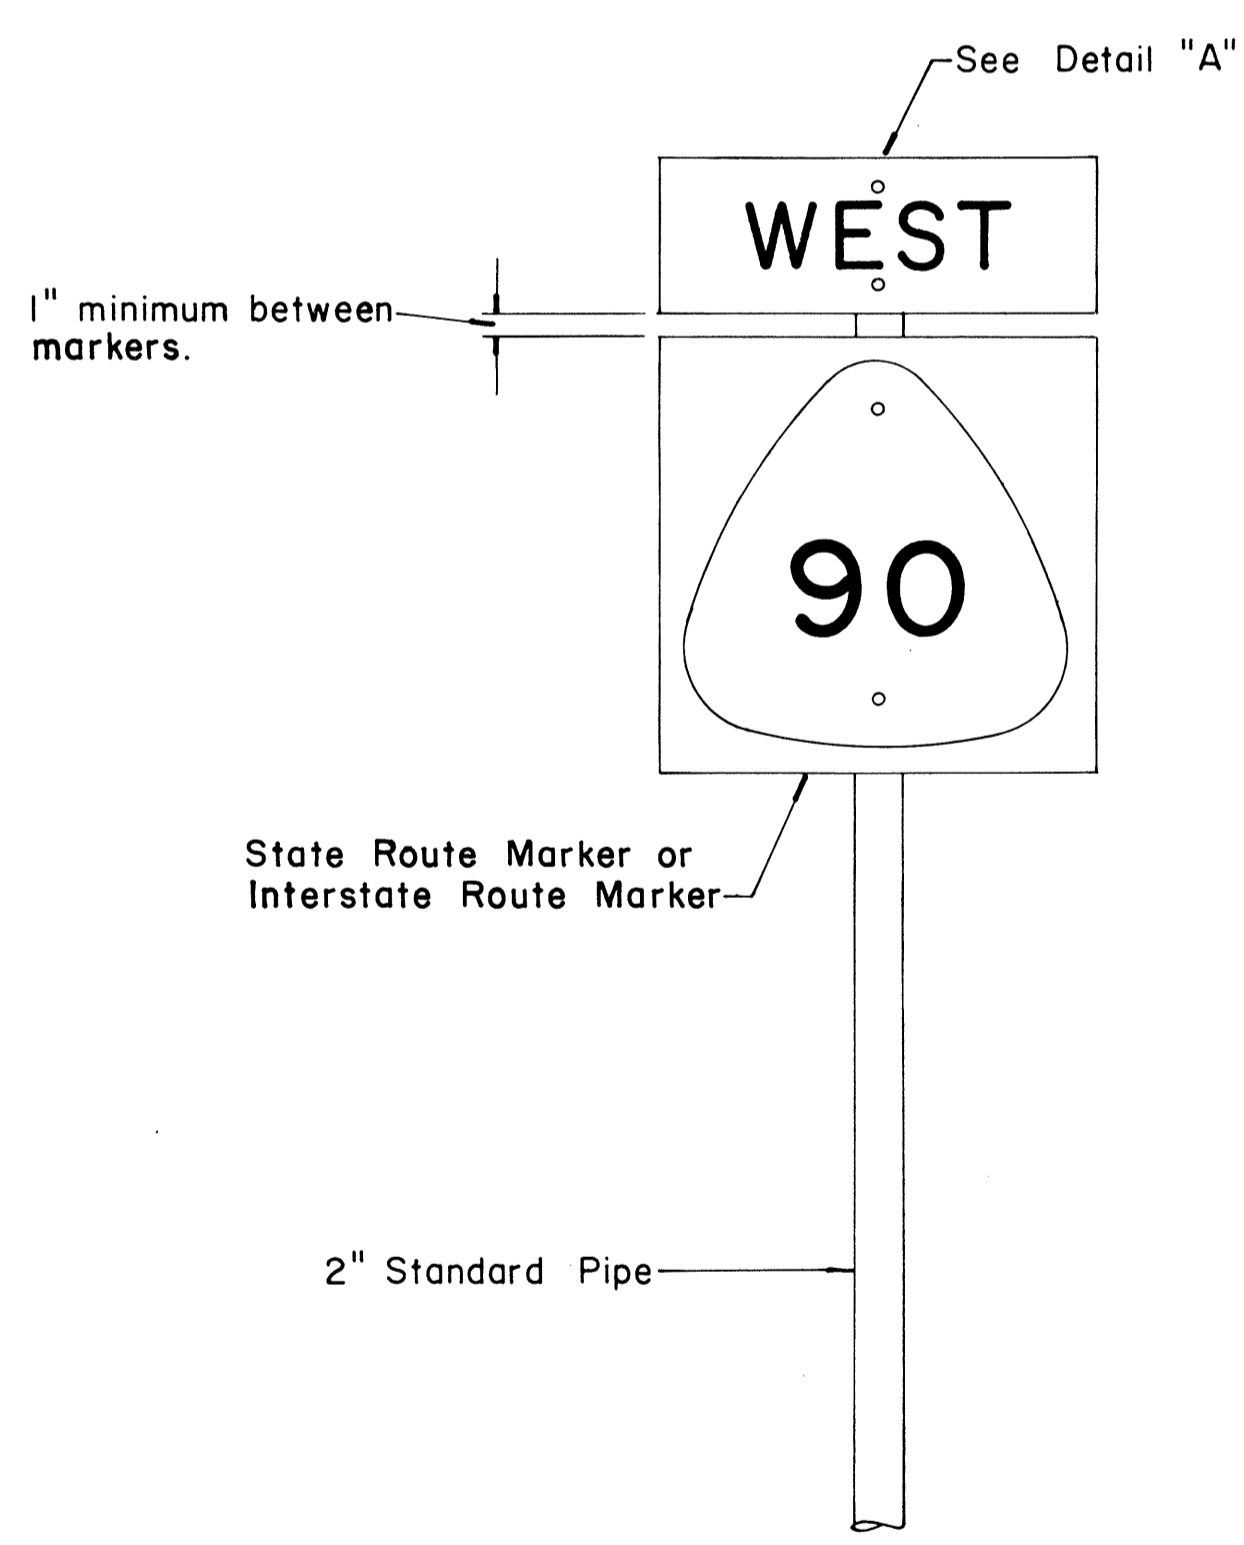 See Detail "A"
WEST
1" minimum between
markers.
90
State Route Marker or
Interstate Route Marker
2" Standard Pipe